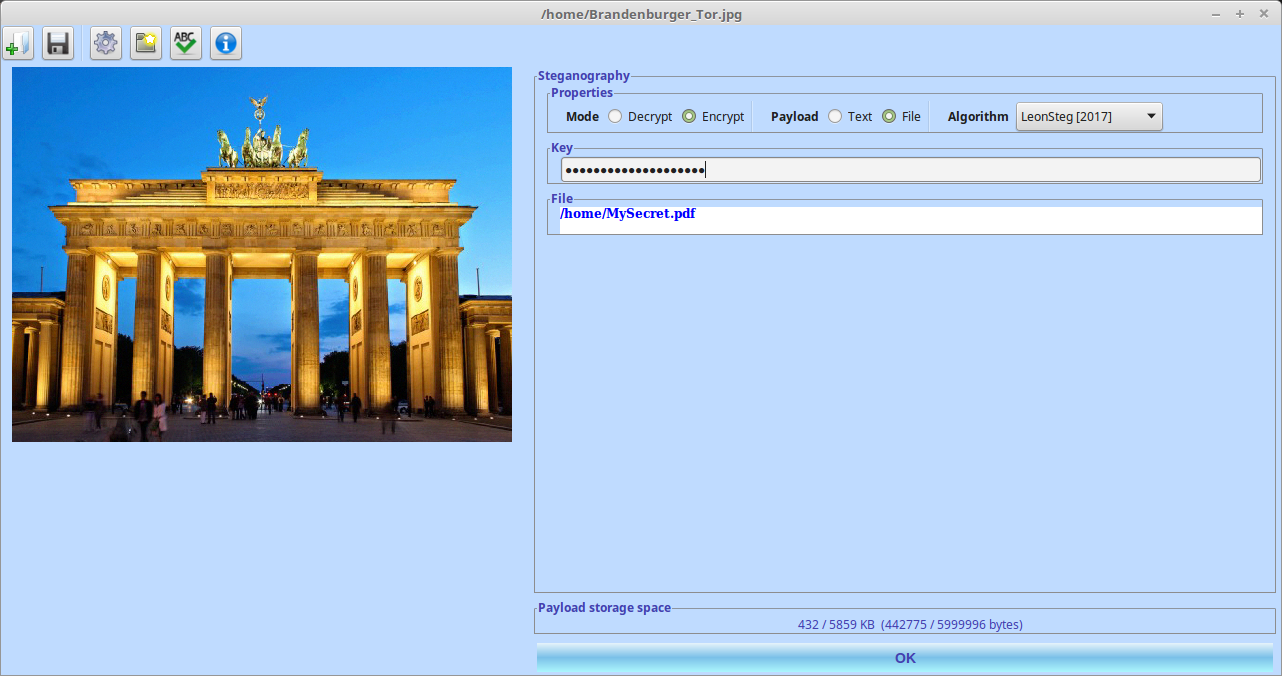 /home/Brandenburger_Tor.jpg
ABC
Steganography
Properties
Mode Decrypt Encrypt Payload Text File Algorithm LeonSteg [2017]
Key
••••••••••••••••••••
File
/home/MySecret.pdf
Payload storage space
432 / 5859 KB (442775 / 5999996 bytes)
OK